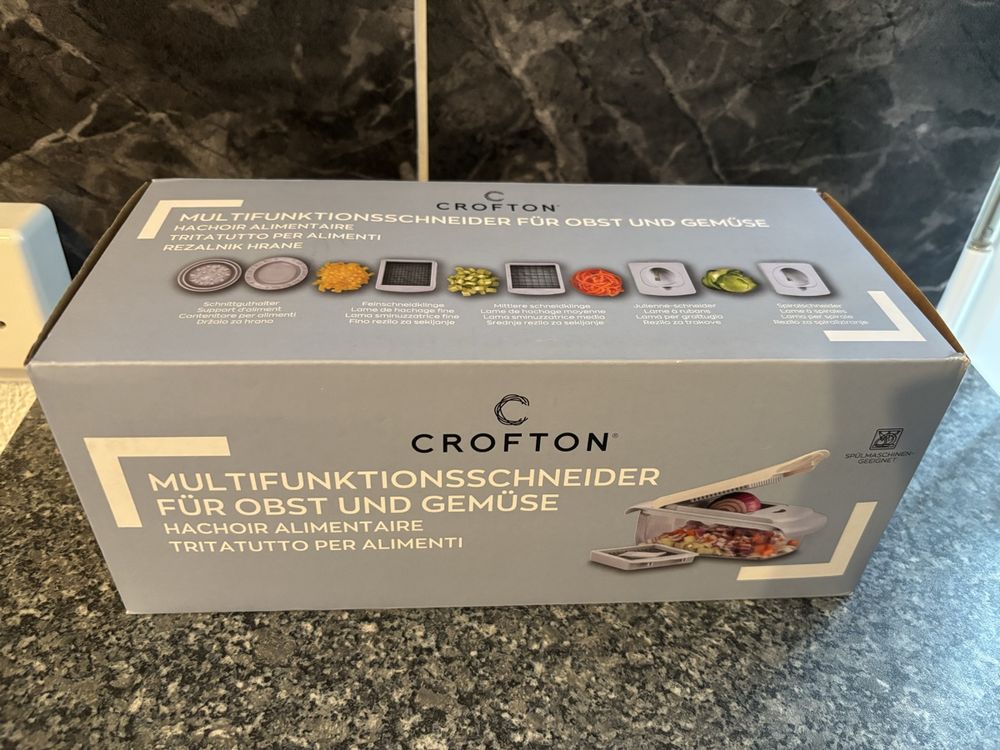 CROFTON
MULTIFUNKTIONSSCHNEIDER FÜR OBST UND GEMÜSE
HACHOIR ALIMENTAIRE
TRITATUTTO PER ALIMENTI
REZALNIK HRANE
Schnittguthalter
Support d'aliment
Contenitore per alimenti
Držalo za hrano
Feinschneidklinge
Lame de hachage fine
Lama sminuzzatrice fine
Fino rezilo za sekljanje
Mittlere schneidklinge
Lame de hachage moyenne
Lama sminuzzatrice media
Srednje rezilo za sekljanje
Julienne-schneider
Lame à rubans
Lama per grattugia
Rezilo za trakove
Spiralschneider
Lame à spirales
Lama per spirale
Rezilo za spiraliziranje
CROFTON®
MULTIFUNKTIONSSCHNEIDER
FÜR OBST UND GEMÜSE
HACHOIR ALIMENTAIRE
TRITATUTTO PER ALIMENTI
SPÜLMASCHINEN-
GEEIGNET